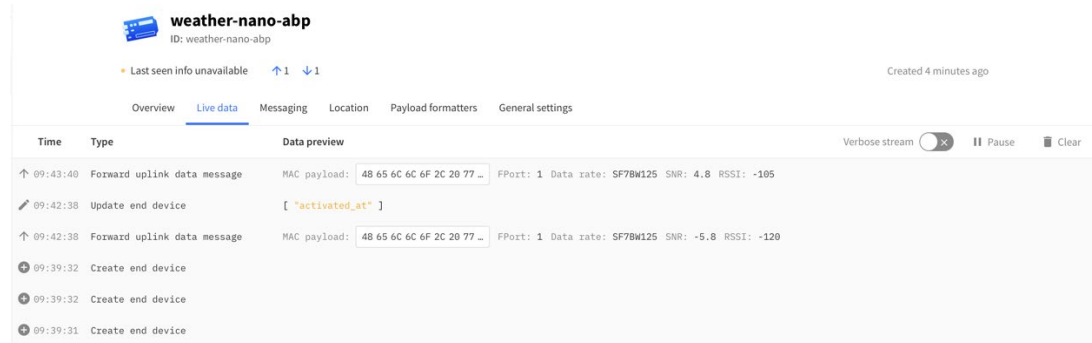 weather-nano-abp
ID: weather-nano-abp
Last seen info unavailable ↑ 1 ↓ 1 Created 4 minutes ago
Overview Live data Messaging Location Payload formatters General settings
Time Type Data preview Verbose stream Pause Clear
↑ 09:43:40 Forward uplink data message MAC payload: 48 65 6C 6C 6F 2C 20 77 … FPort: 1 Data rate: SF7BW125 SNR: 4.8 RSSI: -105
09:42:38 Update end device [ "activated_at" ]
↑ 09:42:38 Forward uplink data message MAC payload: 48 65 6C 6C 6F 2C 20 77 … FPort: 1 Data rate: SF7BW125 SNR: -5.8 RSSI: -120
09:39:32 Create end device
09:39:32 Create end device
09:39:31 Create end device